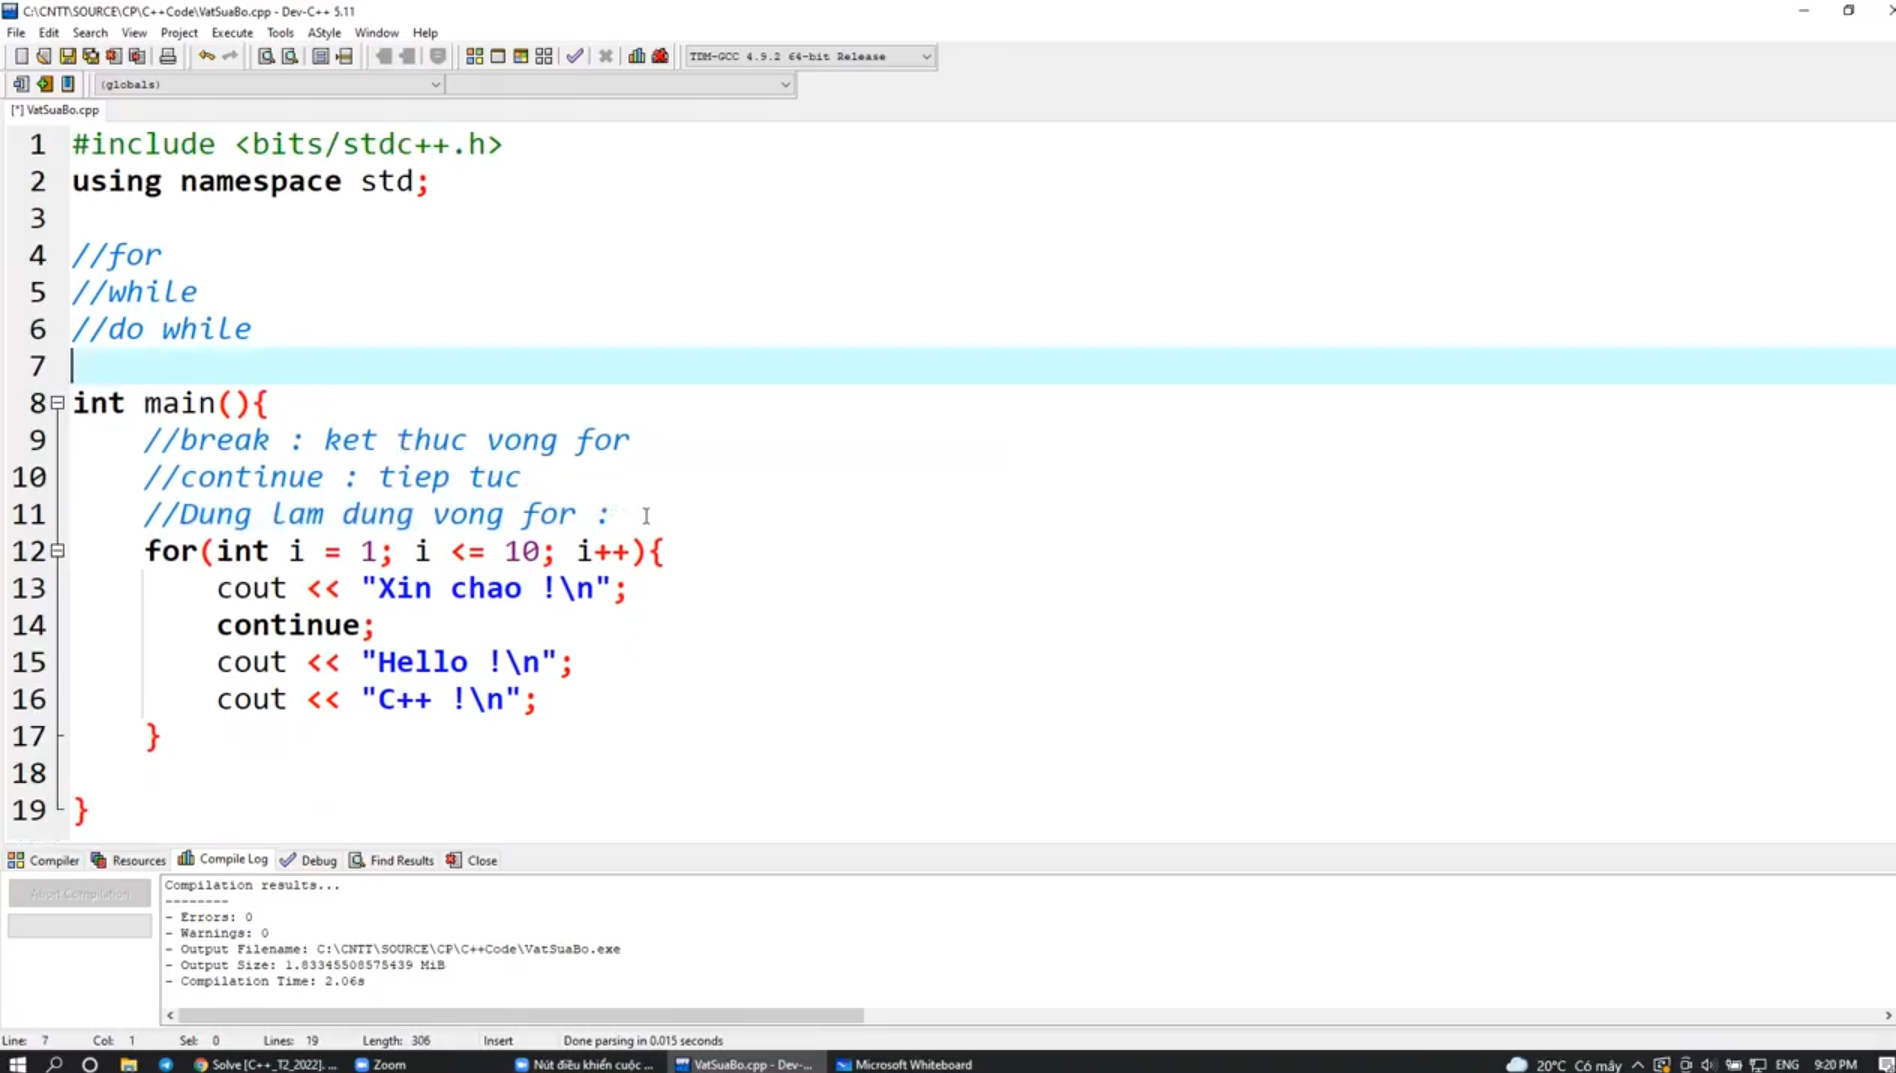 C:\CNTT\SOURCE\CP\C++Code\VatSuaBo.cpp - Dev-C++ 5.11
File Edit Search View Project Execute Tools AStyle Window Help
TDM-GCC 4.9.2 64-bit Release
(globals)
[*] VatSuaBo.cpp
1 #include <bits/stdc++.h>
2 using namespace std;
3
4 //for
5 //while
6 //do while
7
8 int main(){
9 //break : ket thuc vong for
10 //continue : tiep tuc
11 //Dung lam dung vong for :
12 for(int i = 1; i <= 10; i++){
13 cout << "Xin chao !\n";
14 continue;
15 cout << "Hello !\n";
16 cout << "C++ !\n";
17 }
18
19 }
Compiler Resources Compile Log Debug Find Results Close
Abort Compilation
Compilation results...
--------
- Errors: 0
- Warnings: 0
- Output Filename: C:\CNTT\SOURCE\CP\C++Code\VatSuaBo.exe
- Output Size: 1.83345508575439 MiB
- Compilation Time: 2.06s
Line: 7 Col: 1 Sel: 0 Lines: 19 Length: 306 Insert Done parsing in 0.015 seconds
Solve [C++_T2_2022]. ... Zoom Nút điều khiển cuộc ... VatSuaBo.cpp - Dev-... Microsoft Whiteboard 20°C Có mây ENG 9:20 PM